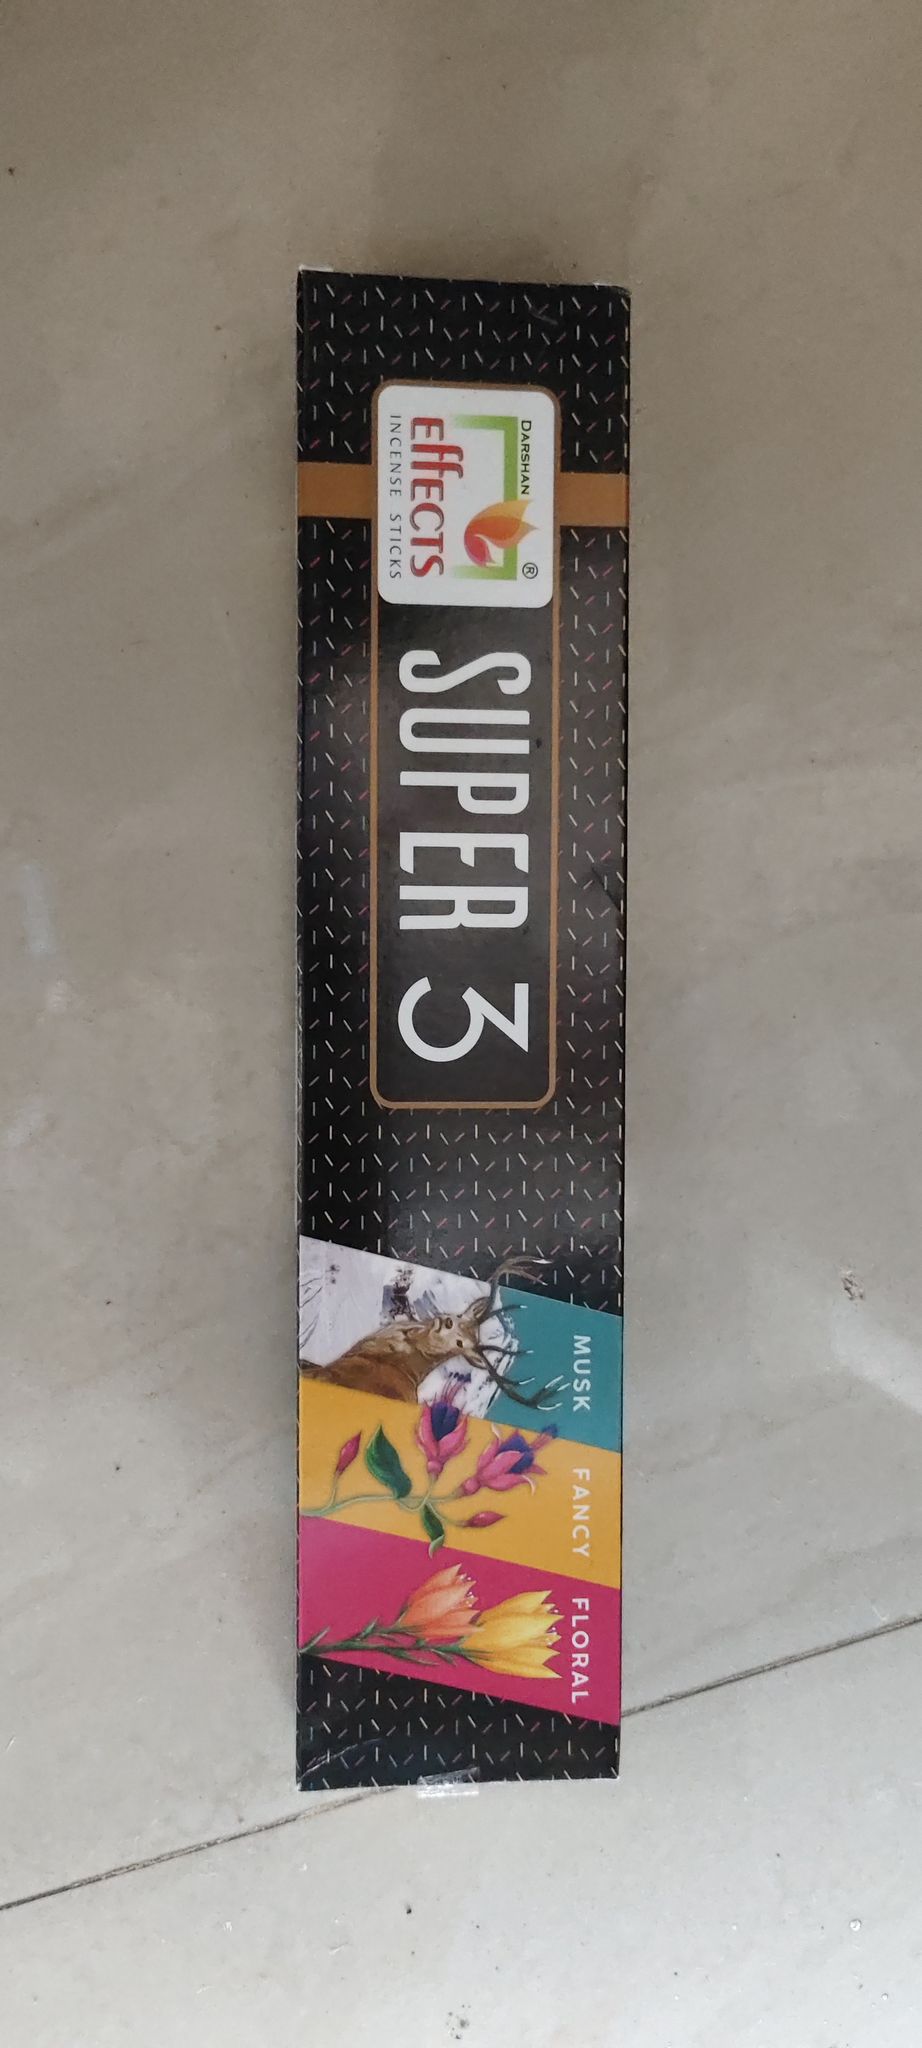 DARSHAN
®
EffECTS
INCENSE STICKS
SUPER 3
MUSK
FANCY
FLORAL